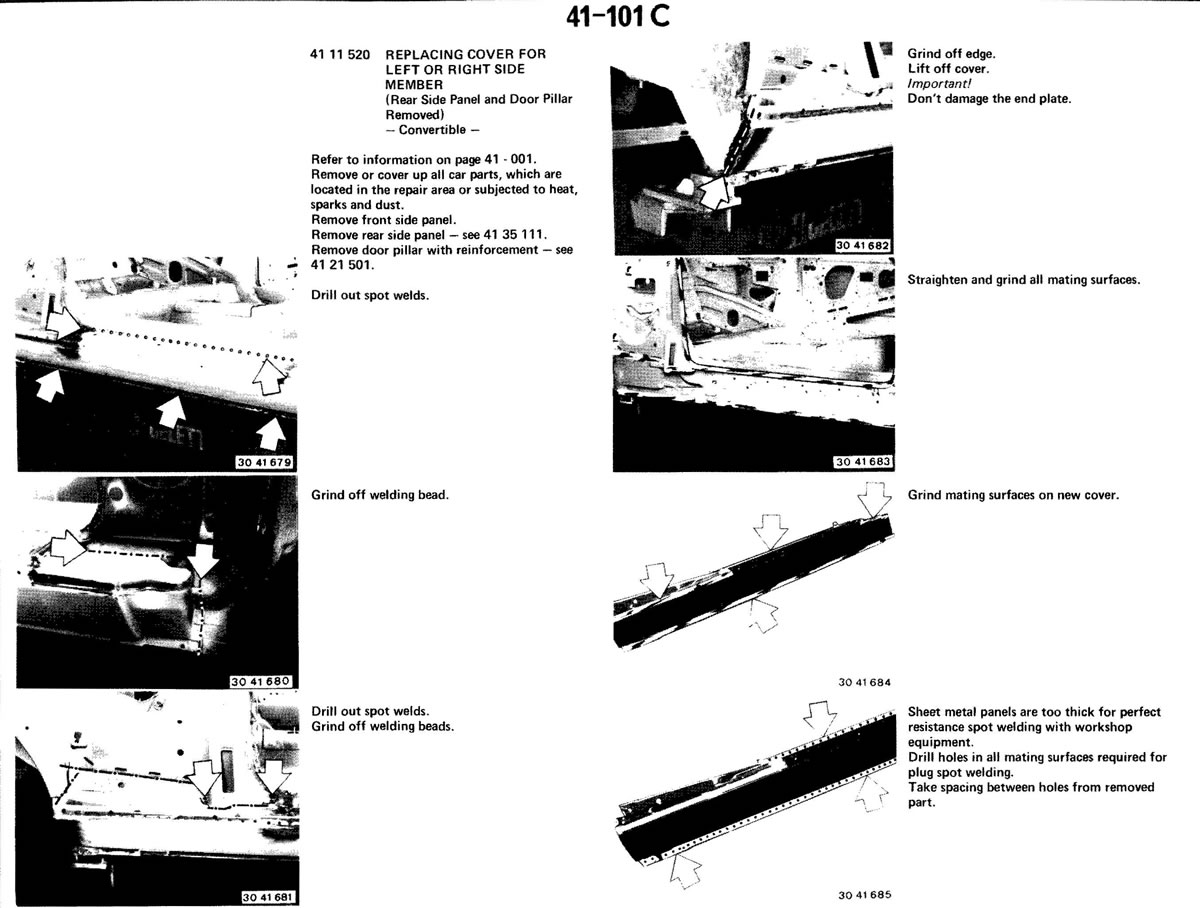 41-101 C
41 11 520 REPLACING COVER FOR
LEFT OR RIGHT SIDE
MEMBER
(Rear Side Panel and Door Pillar
Removed)
— Convertible —
Refer to information on page 41 - 001.
Remove or cover up all car parts, which are
located in the repair area or subjected to heat,
sparks and dust.
Remove front side panel.
Remove rear side panel — see 41 35 111.
Remove door pillar with reinforcement — see
41 21 501.
Drill out spot welds.
30 41 679
Grind off welding bead.
30 41 680
Drill out spot welds.
Grind off welding beads.
30 41 681
Grind off edge.
Lift off cover.
Important!
Don't damage the end plate.
30 41 682
Straighten and grind all mating surfaces.
30 41 683
Grind mating surfaces on new cover.
30 41 684
Sheet metal panels are too thick for perfect
resistance spot welding with workshop
equipment.
Drill holes in all mating surfaces required for
plug spot welding.
Take spacing between holes from removed
part.
30 41 685